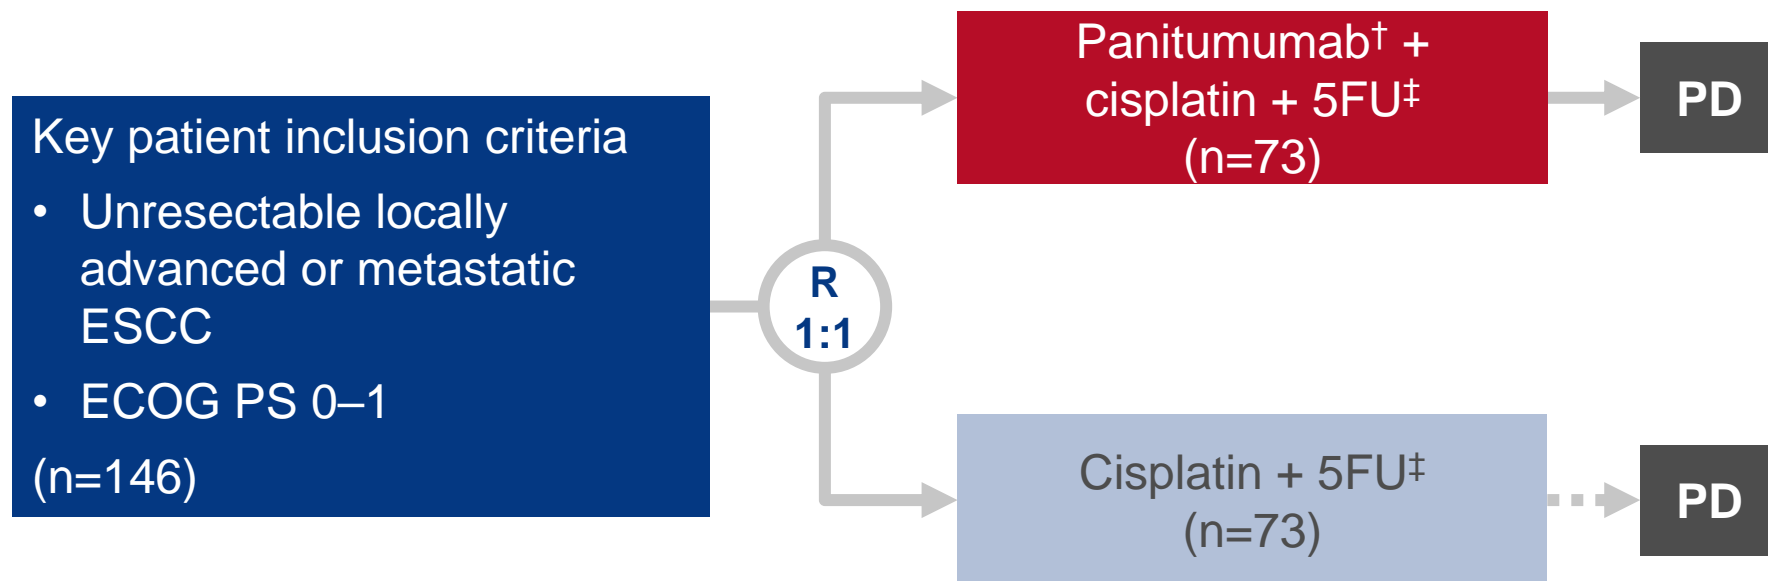 Key patient inclusion criteria
• Unresectable locally
advanced or metastatic
ESCC
• ECOG PS 0–1
(n=146)
R
1:1
Panitumumab† +
cisplatin + 5FU‡
(n=73)
PD
Cisplatin + 5FU‡
(n=73)
PD